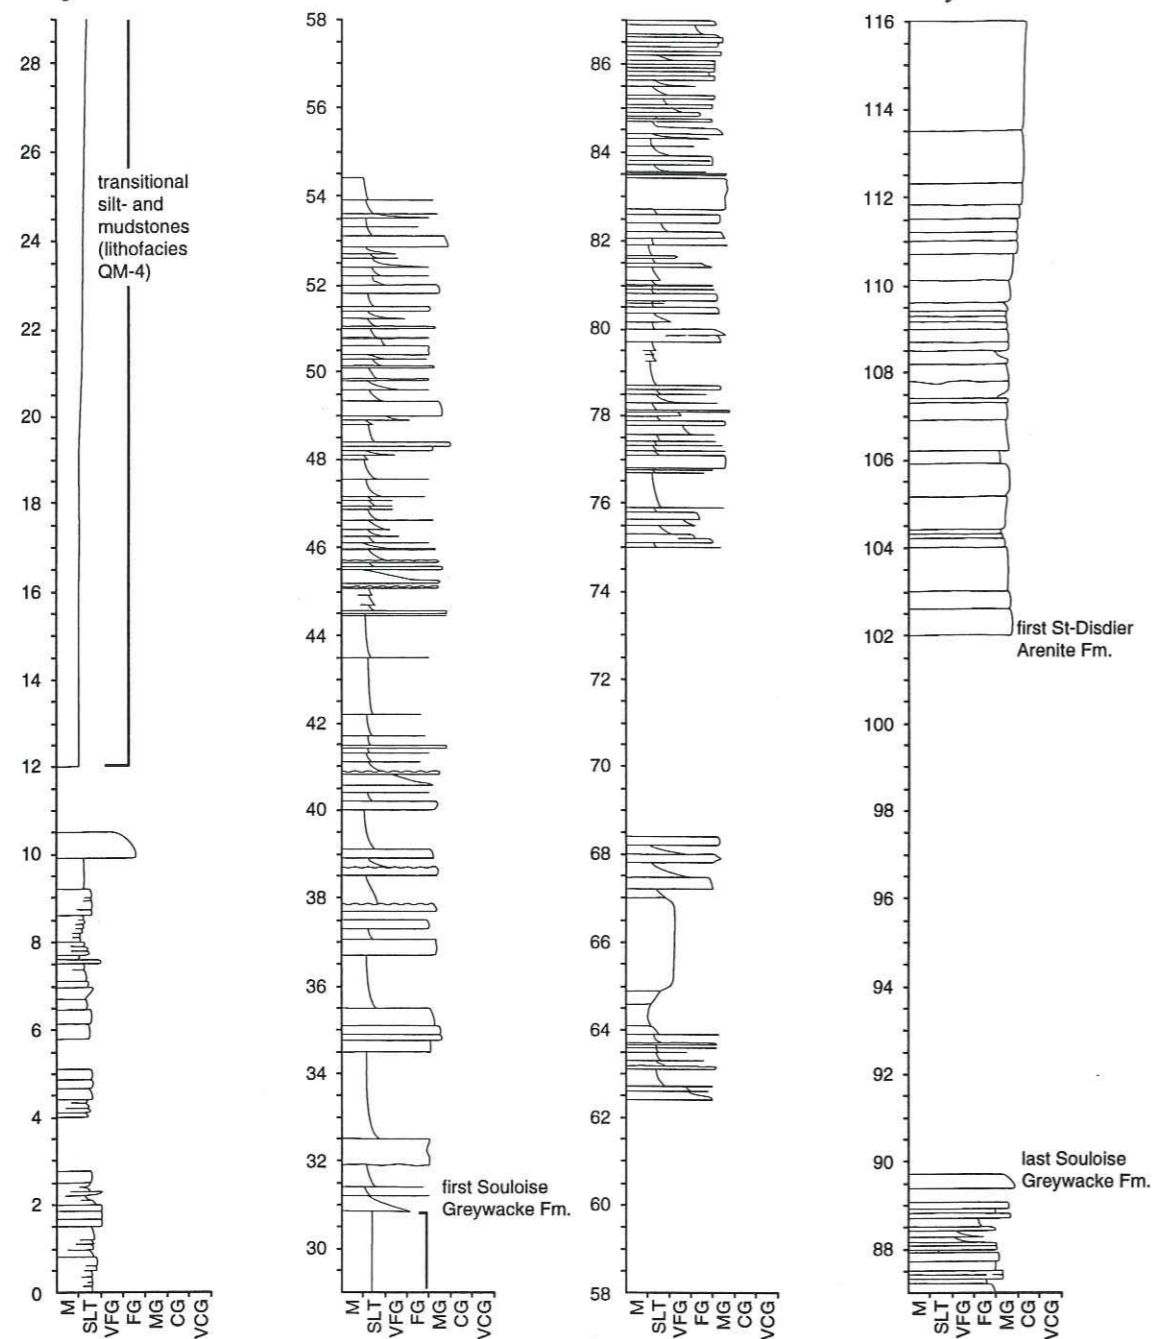 28
26
24
22
20
18
16
14
12
10
8
6
4
2
0
transitional
silt- and
mudstones
(lithofacies
QM-4)
M
SLT
VFG
FG
MG
CG
VCG
58
56
54
52
50
48
46
44
42
40
38
36
34
32
30
first Souloise
Greywacke Fm.
M
SLT
VFG
FG
MG
CG
VCG
86
84
82
80
78
76
74
72
70
68
66
64
62
60
58
M
SLT
VFG
FG
MG
CG
VCG
116
114
112
110
108
106
104
102
100
98
96
94
92
90
88
first St-Disdier
Arenite Fm.
last Souloise
Greywacke Fm.
M
SLT
VFG
FG
MG
CG
VCG